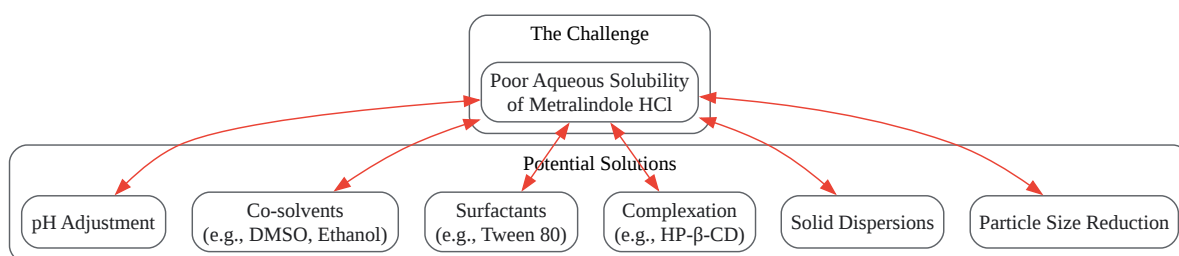 The Challenge
Poor Aqueous Solubility
of Metralindole HCl
Potential Solutions
pH Adjustment
Co-solvents
(e.g., DMSO, Ethanol)
Surfactants
(e.g., Tween 80)
Complexation
(e.g., HP-β-CD)
Solid Dispersions
Particle Size Reduction